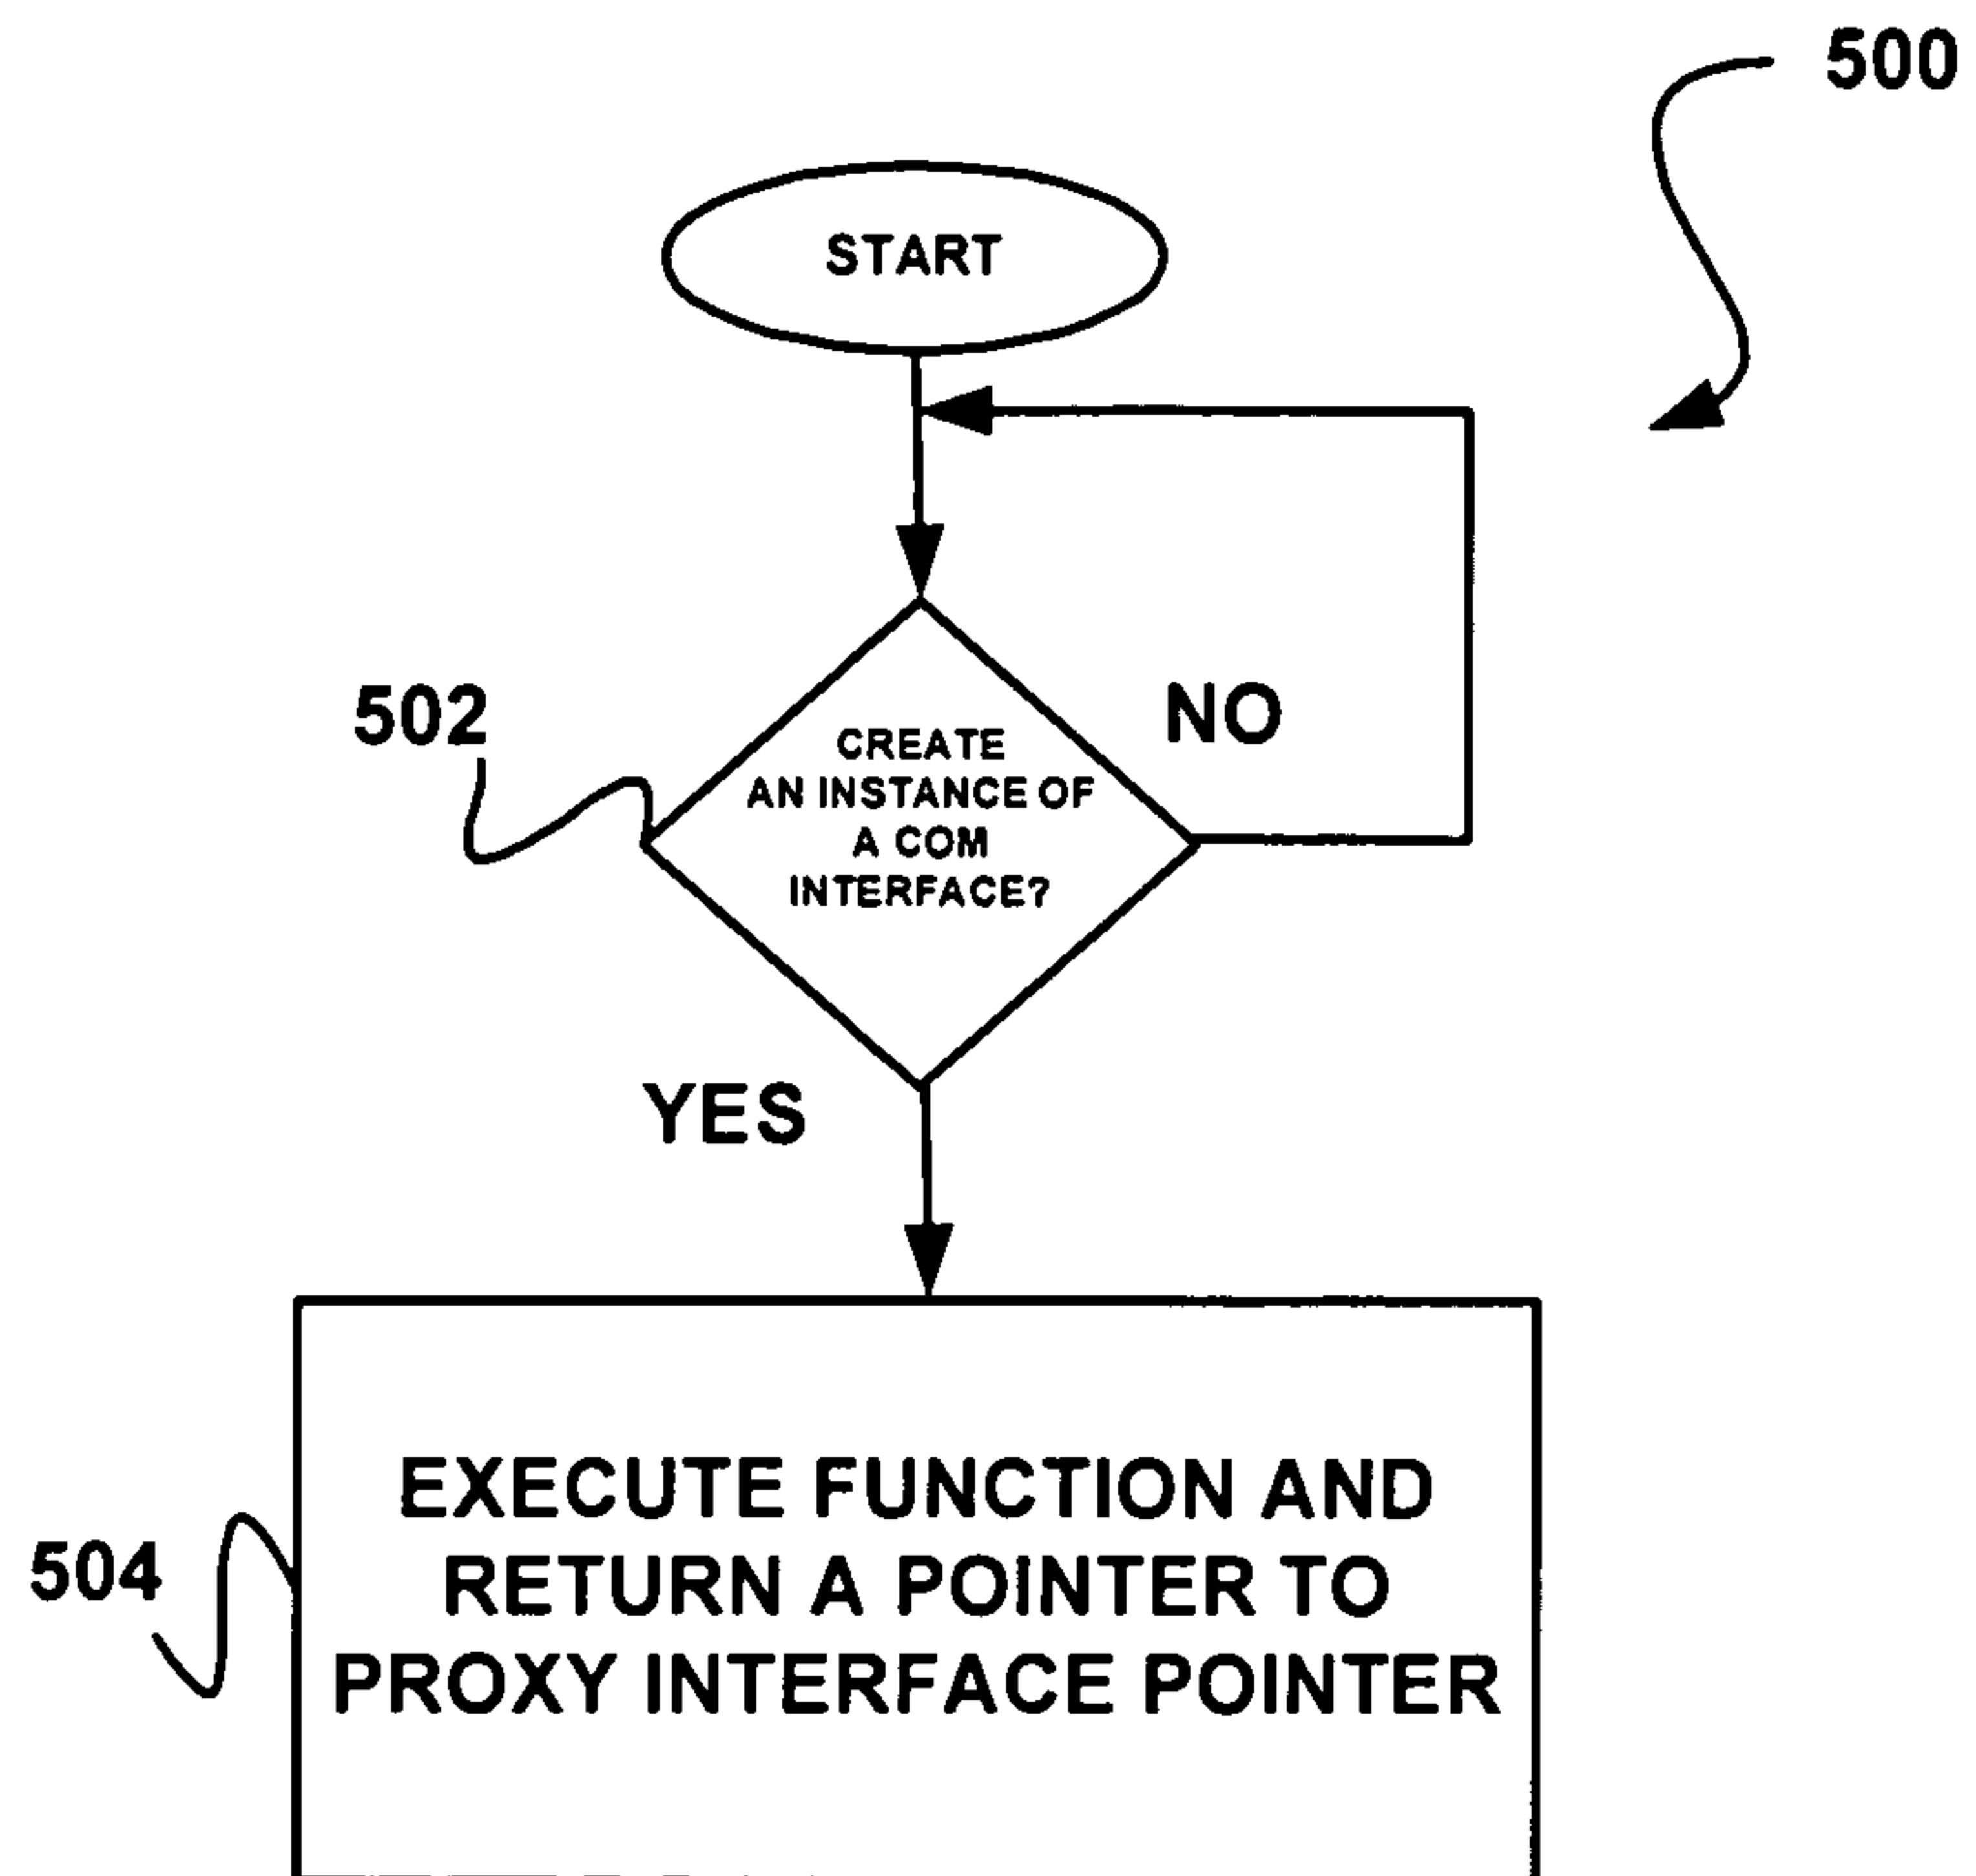 500
START
502
NO
CREATE
AN INSTANCE OF
A COM
INTERFACE?
YES
EXECUTE FUNCTION AND
RETURN A POINTER TO
PROXY INTERFACE POINTER
504